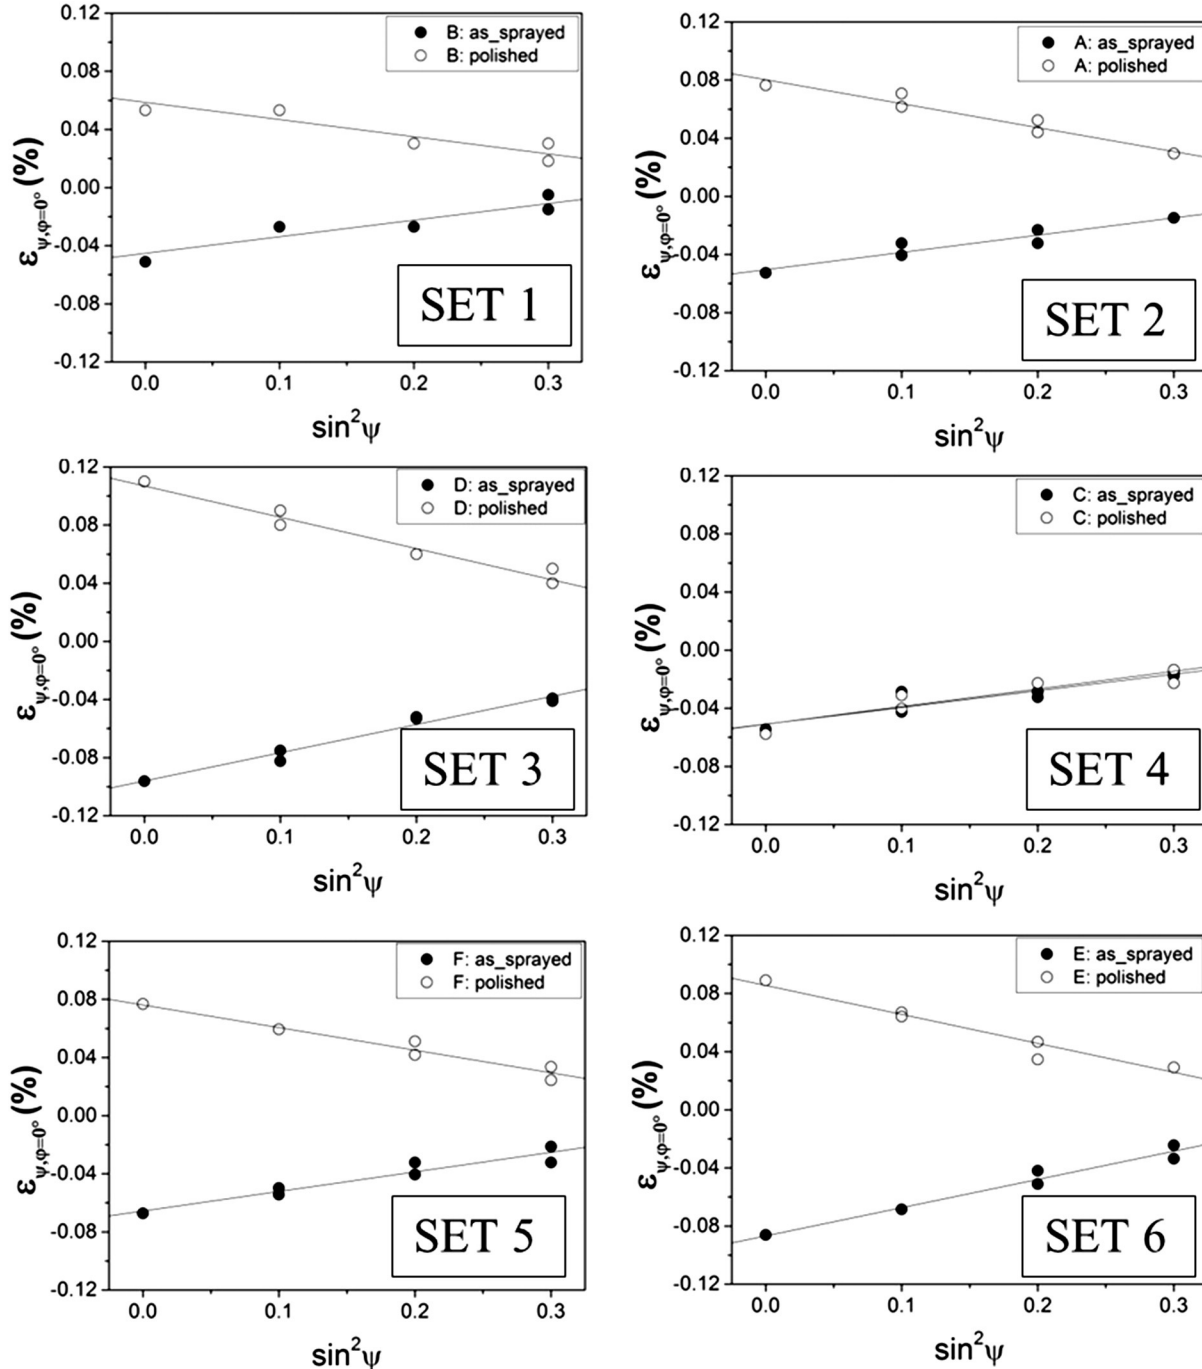 B: as_sprayed
B: polished
0.12
0.08
0.04
0.00
-0.04
-0.08
-0.12
εψ,φ=0° (%)
SET 1
0.0 0.1 0.2 0.3
sin²ψ
A: as_sprayed
A: polished
0.12
0.08
0.04
0.00
-0.04
-0.08
-0.12
εψ,φ=0° (%)
SET 2
0.0 0.1 0.2 0.3
sin²ψ
D: as_sprayed
D: polished
0.12
0.08
0.04
0.00
-0.04
-0.08
-0.12
εψ,φ=0° (%)
SET 3
0.0 0.1 0.2 0.3
sin²ψ
C: as_sprayed
C: polished
0.12
0.08
0.04
0.00
-0.04
-0.08
-0.12
εψ,φ=0° (%)
SET 4
0.0 0.1 0.2 0.3
sin²ψ
F: as_sprayed
F: polished
0.12
0.08
0.04
0.00
-0.04
-0.08
-0.12
εψ,φ=0° (%)
SET 5
0.0 0.1 0.2 0.3
sin²ψ
E: as_sprayed
E: polished
0.12
0.08
0.04
0.00
-0.04
-0.08
-0.12
εψ,φ=0° (%)
SET 6
0.0 0.1 0.2 0.3
sin²ψ